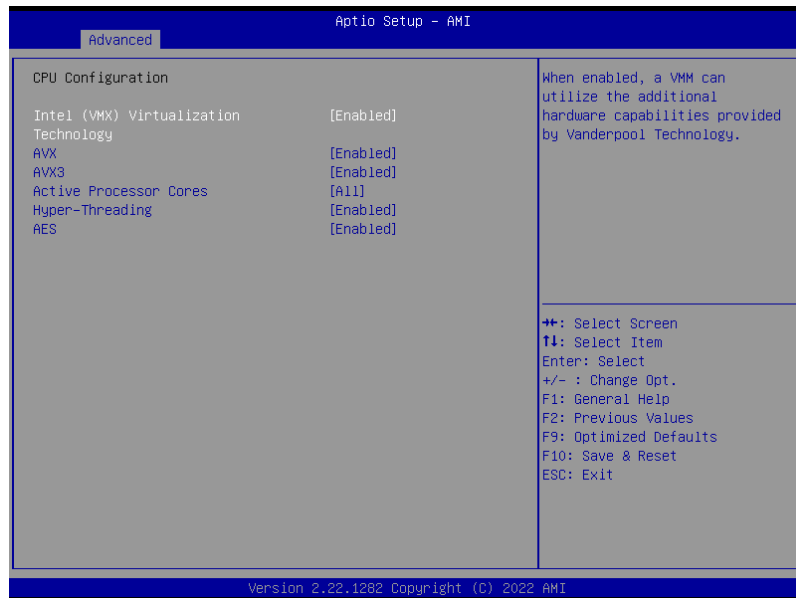 Aptio Setup – AMI
Advanced
CPU Configuration
Intel (VMX) Virtualization [Enabled]
Technology
AVX [Enabled]
AVX3 [Enabled]
Active Processor Cores [All]
Hyper-Threading [Enabled]
AES [Enabled]
When enabled, a VMM can
utilize the additional
hardware capabilities provided
by Vanderpool Technology.
→←: Select Screen
↑↓: Select Item
Enter: Select
+/- : Change Opt.
F1: General Help
F2: Previous Values
F9: Optimized Defaults
F10: Save & Reset
ESC: Exit
Version 2.22.1282 Copyright (C) 2022 AMI